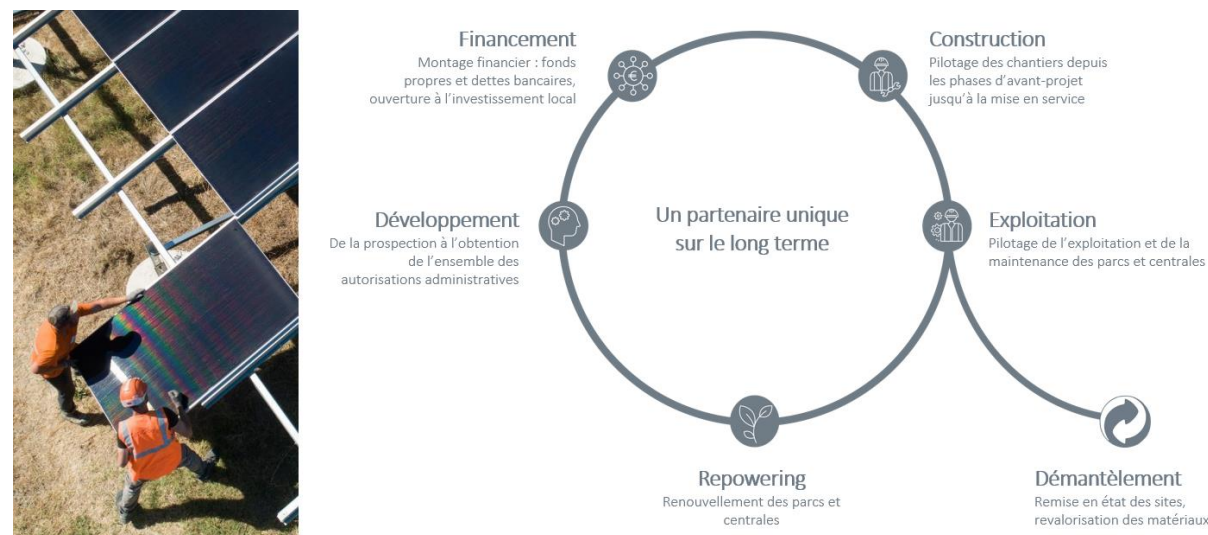 Financement
Montage financier : fonds
propres et dettes bancaires,
ouverture à l'investissement local
Construction
Pilotage des chantiers depuis
les phases d'avant-projet
jusqu'à la mise en service
Développement
De la prospection à l'obtention
de l'ensemble des
autorisations administratives
Un partenaire unique
sur le long terme
Exploitation
Pilotage de l'exploitation et de la
maintenance des parcs et centrales
Repowering
Renouvellement des parcs et
centrales
Démantèlement
Remise en état des sites,
revalorisation des matériaux